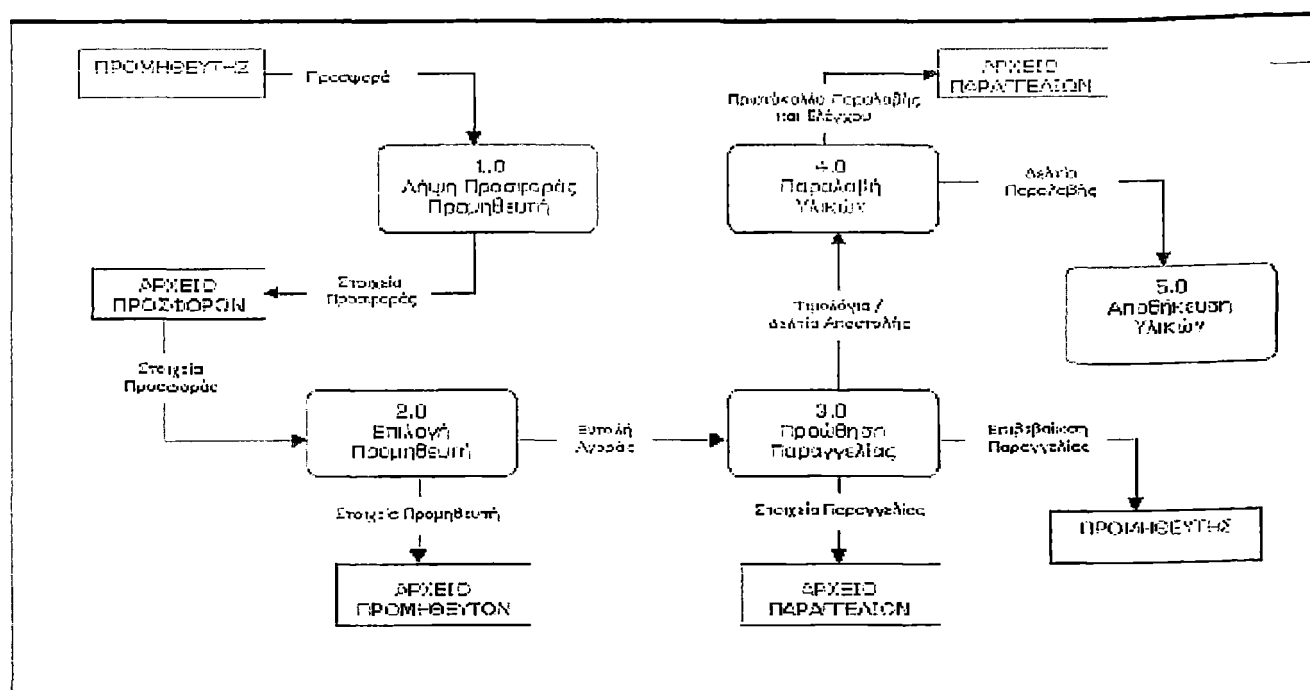 ΠΡΟΜΗΘΕΥΤΗΣ
Προσφορά
1.0
Λήψη Προσφοράς
Προμηθευτή
Στοιχεία
Προσφοράς
ΑΡΧΕΙΟ
ΠΡΟΣΦΟΡΩΝ
Στοιχεία
Προσφοράς
2.0
Επιλογή
Προμηθευτή
Στοιχεία Προμηθευτή
ΑΡΧΕΙΟ
ΠΡΟΜΗΘΕΥΤΩΝ
Εντολή
Αγοράς
3.0
Προώθηση
Παραγγελίας
Στοιχεία Παραγγελίας
ΑΡΧΕΙΟ
ΠΑΡΑΓΓΕΛΙΩΝ
Επιβεβαίωση
Παραγγελίας
ΠΡΟΜΗΘΕΥΤΗΣ
Τιμολόγια /
Δελτία Αποστολής
4.0
Παραλαβή
Υλικών
Πρωτόκολλο Παραλαβής
και Ελέγχου
ΑΡΧΕΙΟ
ΠΑΡΑΓΓΕΛΙΩΝ
Δελτία
Παραλαβής
5.0
Αποθήκευση
Υλικών